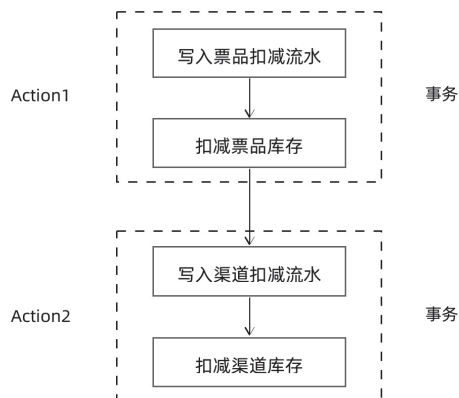 写入票品扣减流水
Action1
事务
扣减票品库存
写入渠道扣减流水
Action2
事务
扣减渠道库存